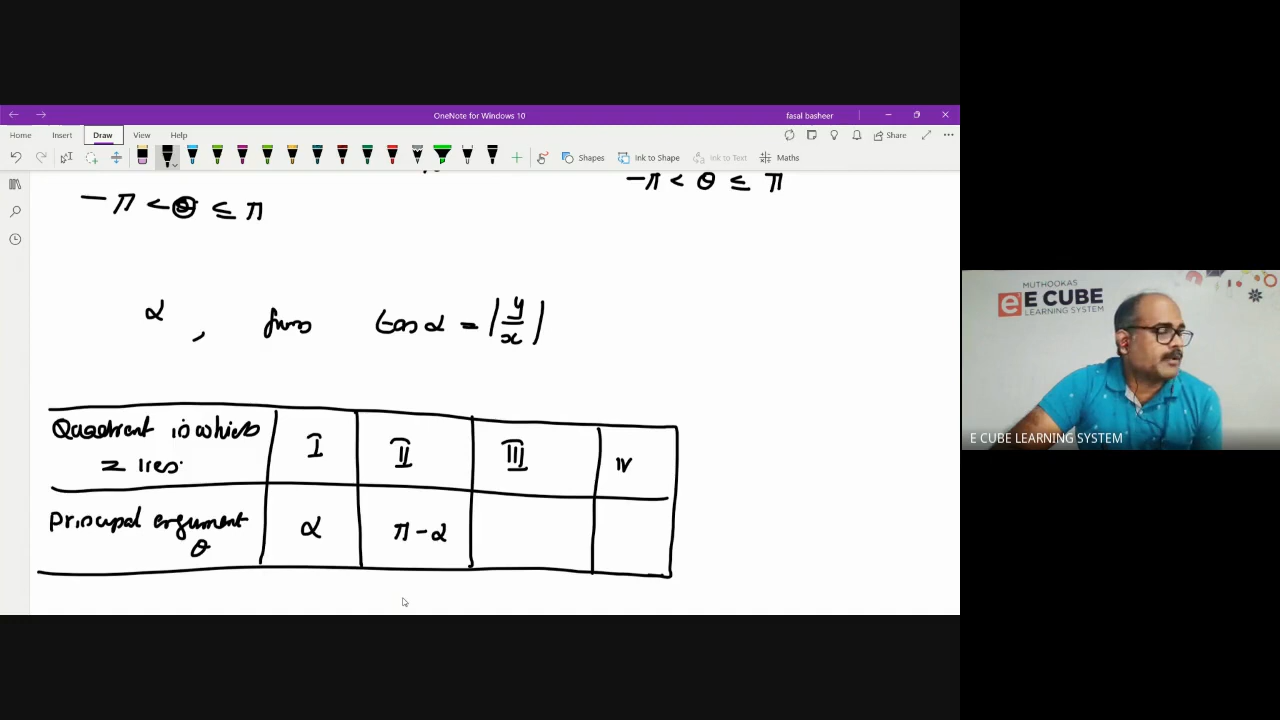 OneNote for Windows 10
fasal basheer
Home Insert Draw View Help
Share
Shapes Ink to Shape Ink to Text Maths
-π < θ ≤ π
-π < θ ≤ π
α , from tan α = |y/x|
Quadrant in which z lies. I II III IV
Principal argument θ α π-α
MUTHOOKAS
e E CUBE
LEARNING SYSTEM
E CUBE LEARNING SYSTEM